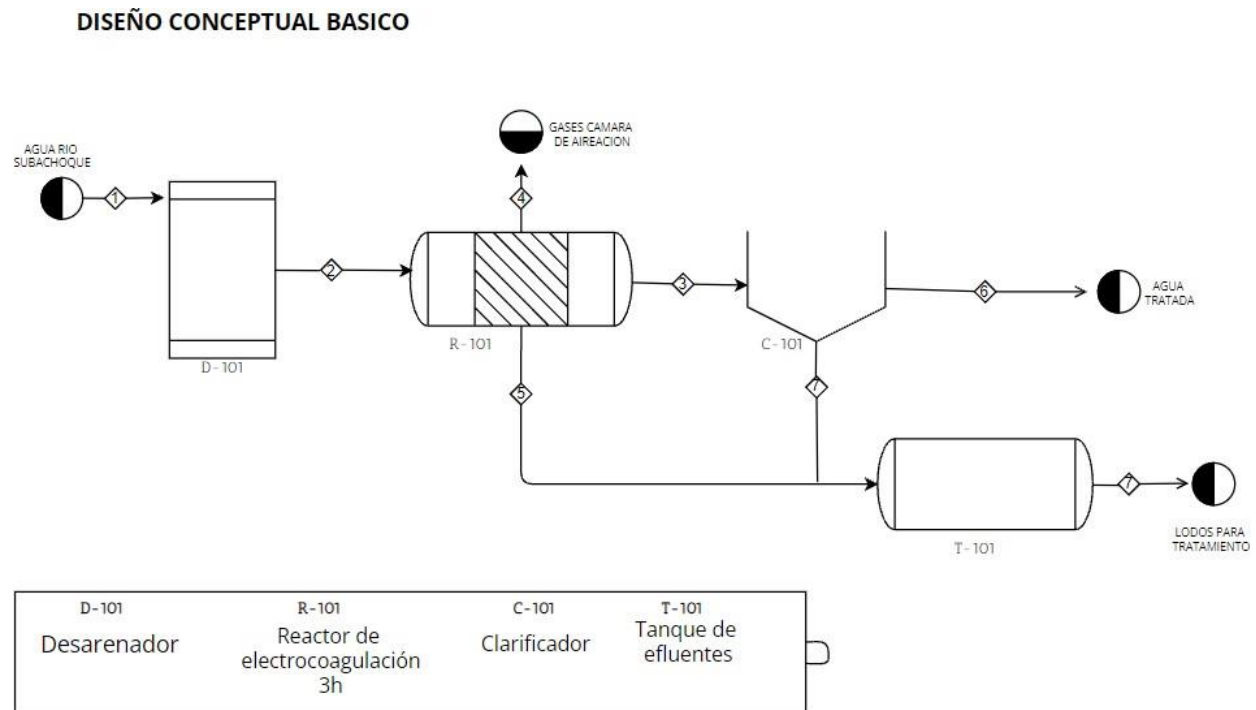 DISEÑO CONCEPTUAL BASICO
AGUA RIO
SUBACHOQUE
1
GASES CAMARA
DE AIREACION
4
2
3
6
AGUA
TRATADA
D-101
R-101
C-101
5
7
7
T-101
LODOS PARA
TRATAMIENTO
D-101
R-101
C-101
T-101
Desarenador
Reactor de
electrocoagulación
3h
Clarificador
Tanque de
efluentes